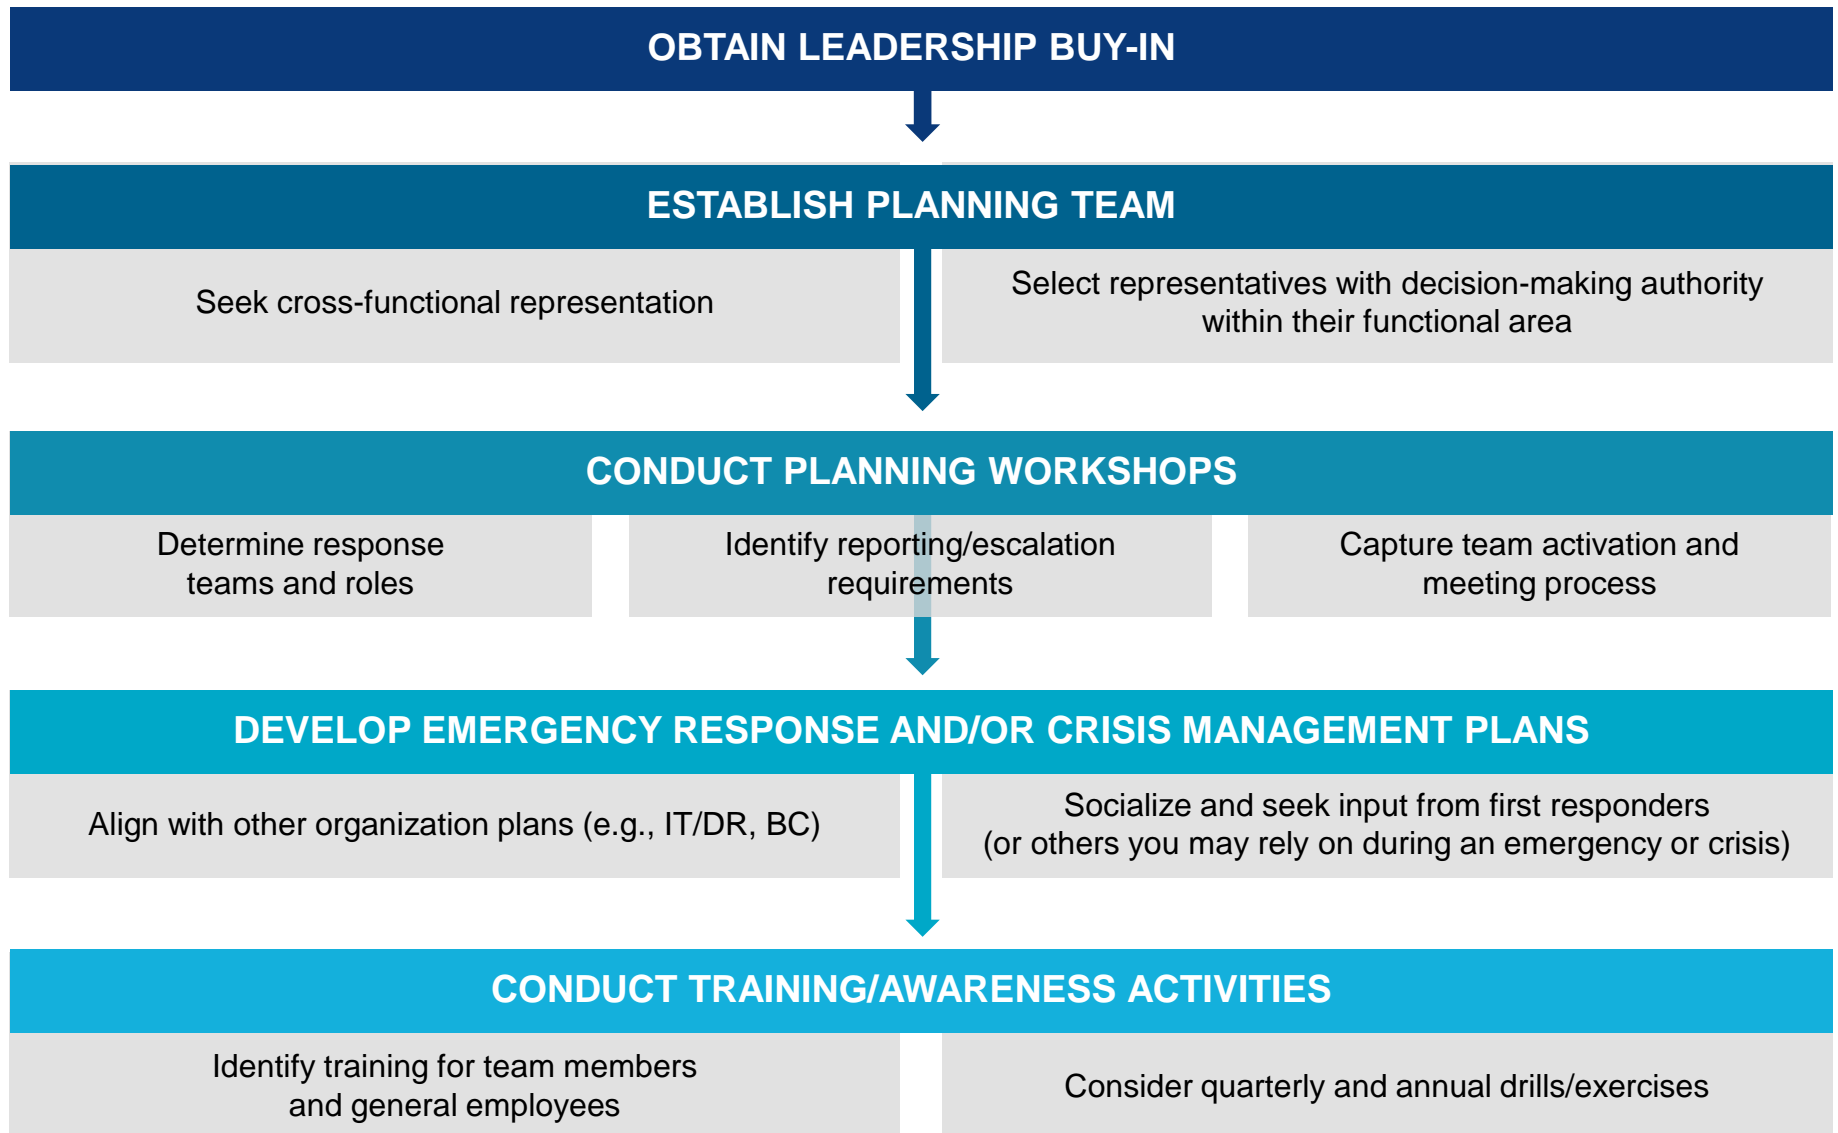 OBTAIN LEADERSHIP BUY-IN
ESTABLISH PLANNING TEAM
Seek cross-functional representation
Select representatives with decision-making authority
within their functional area
CONDUCT PLANNING WORKSHOPS
Determine response
teams and roles
Identify reporting/escalation
requirements
Capture team activation and
meeting process
DEVELOP EMERGENCY RESPONSE AND/OR CRISIS MANAGEMENT PLANS
Align with other organization plans (e.g., IT/DR, BC)
Socialize and seek input from first responders
(or others you may rely on during an emergency or crisis)
CONDUCT TRAINING/AWARENESS ACTIVITIES
Identify training for team members
and general employees
Consider quarterly and annual drills/exercises